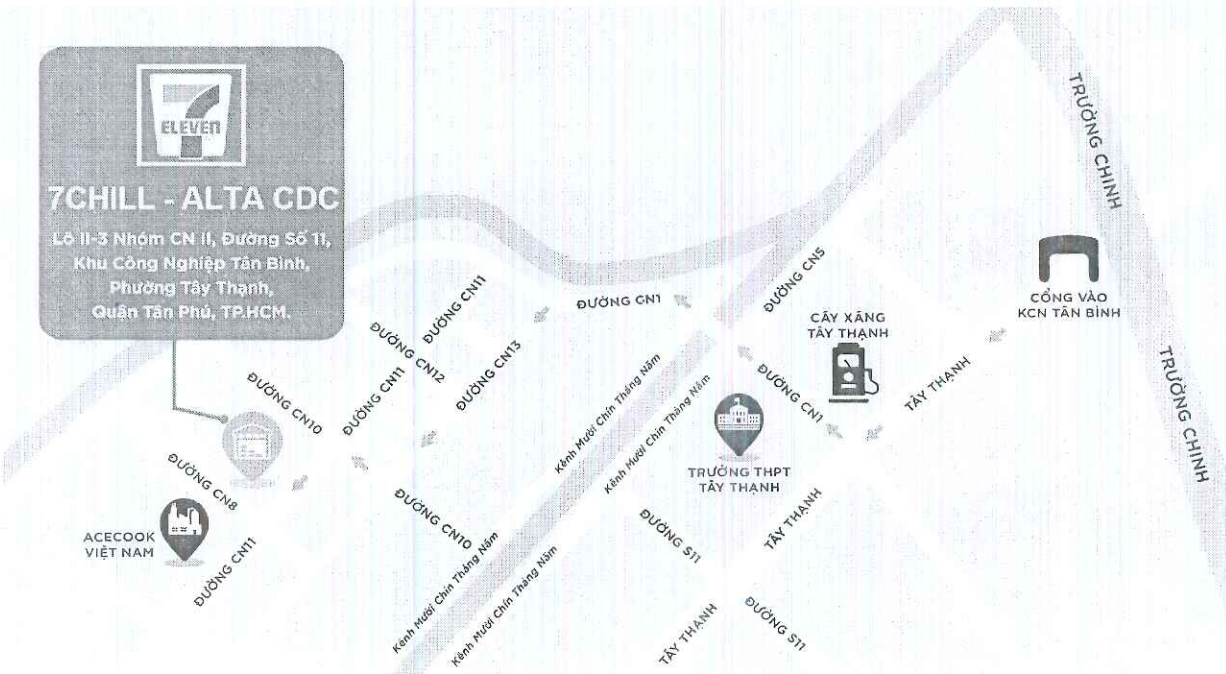 ELEVEN
7CHILL - ALTA CDC
Lô II-3 Nhóm CN II, Đường Số 11,
Khu Công Nghiệp Tân Bình,
Phường Tây Thạnh,
Quận Tân Phú, TP.HCM.
TRƯỜNG CHINH
TRƯỜNG CHINH
CỔNG VÀO
KCN TÂN BÌNH
ĐƯỜNG CN5
ĐƯỜNG CN1
CÂY XĂNG
TÂY THẠNH
TÂY THẠNH
ĐƯỜNG CN1
ĐƯỜNG CN11
ĐƯỜNG CN12
ĐƯỜNG CN13
ĐƯỜNG CN11
ĐƯỜNG CN10
Kênh Mười Chín Tháng Năm
Kênh Mười Chín Tháng Năm
TRƯỜNG THPT
TÂY THẠNH
ĐƯỜNG CN8
ACECOOK
VIỆT NAM
ĐƯỜNG CN11
ĐƯỜNG CN10
ĐƯỜNG S11
TÂY THẠNH
Kênh Mười Chín Tháng Năm
Kênh Mười Chín Tháng Năm
TÂY THẠNH
ĐƯỜNG S11